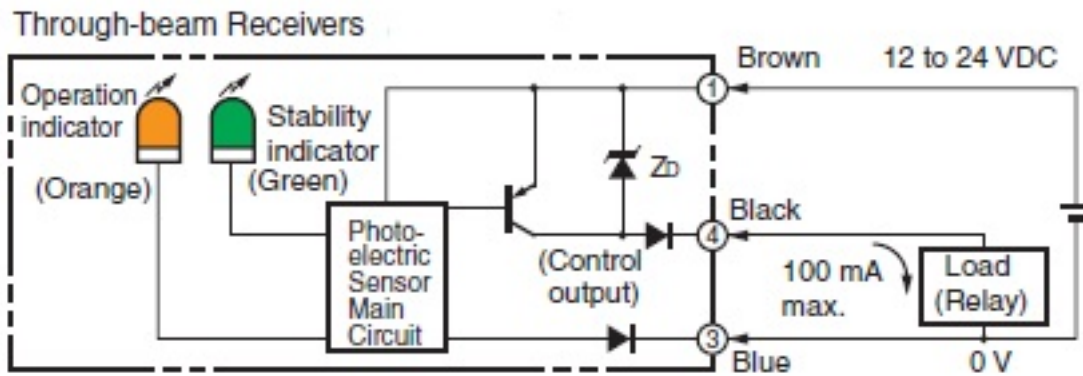 Through-beam Receivers
Operation
indicator
(Orange)
Stability
indicator
(Green)
Photo-
electric
Sensor
Main
Circuit
ZD
(Control
output)
Brown
12 to 24 VDC
1
Black
4
100 mA
max.
Load
(Relay)
3
Blue
0 V